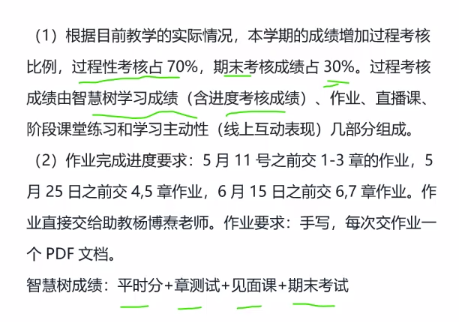 （1）根据目前教学的实际情况，本学期的成绩增加过程考核
比例，过程性考核占 70%，期末考核成绩占 30%。过程考核
成绩由智慧树学习成绩（含进度考核成绩）、作业、直播课、
阶段课堂练习和学习主动性（线上互动表现）几部分组成。
（2）作业完成进度要求：5 月 11 号之前交 1-3 章的作业，5
月 25 日之前交 4,5 章作业，6 月 15 日之前交 6,7 章作业。作
业直接交给助教杨博焘老师。作业要求：手写，每次交作业一
个 PDF 文档。
智慧树成绩：平时分+章测试+见面课+期末考试